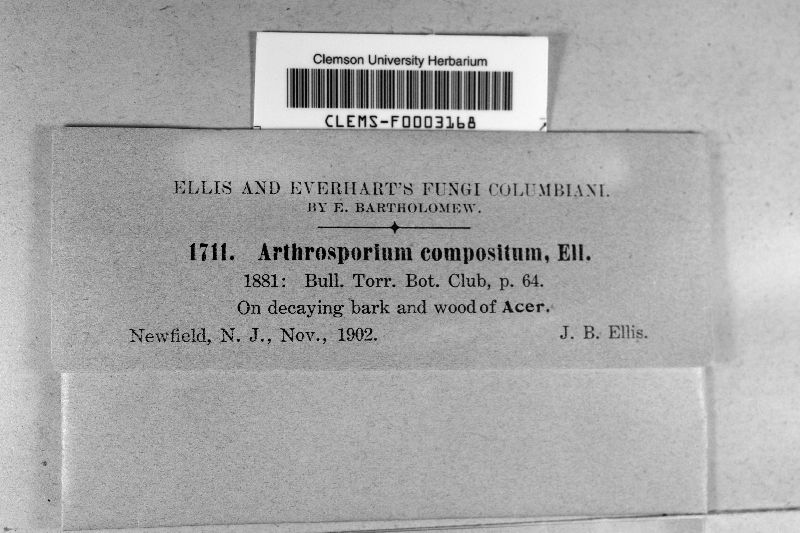 Clemson University Herbarium
CLEMS-F0003168
ELLIS AND EVERHART'S FUNGI COLUMBIANI.
BY E. BARTHOLOMEW.
1711. Arthrosporium compositum, Ell.
1881: Bull. Torr. Bot. Club, p. 64.
On decaying bark and wood of Acer.
Newfield, N. J., Nov., 1902. J. B. Ellis.